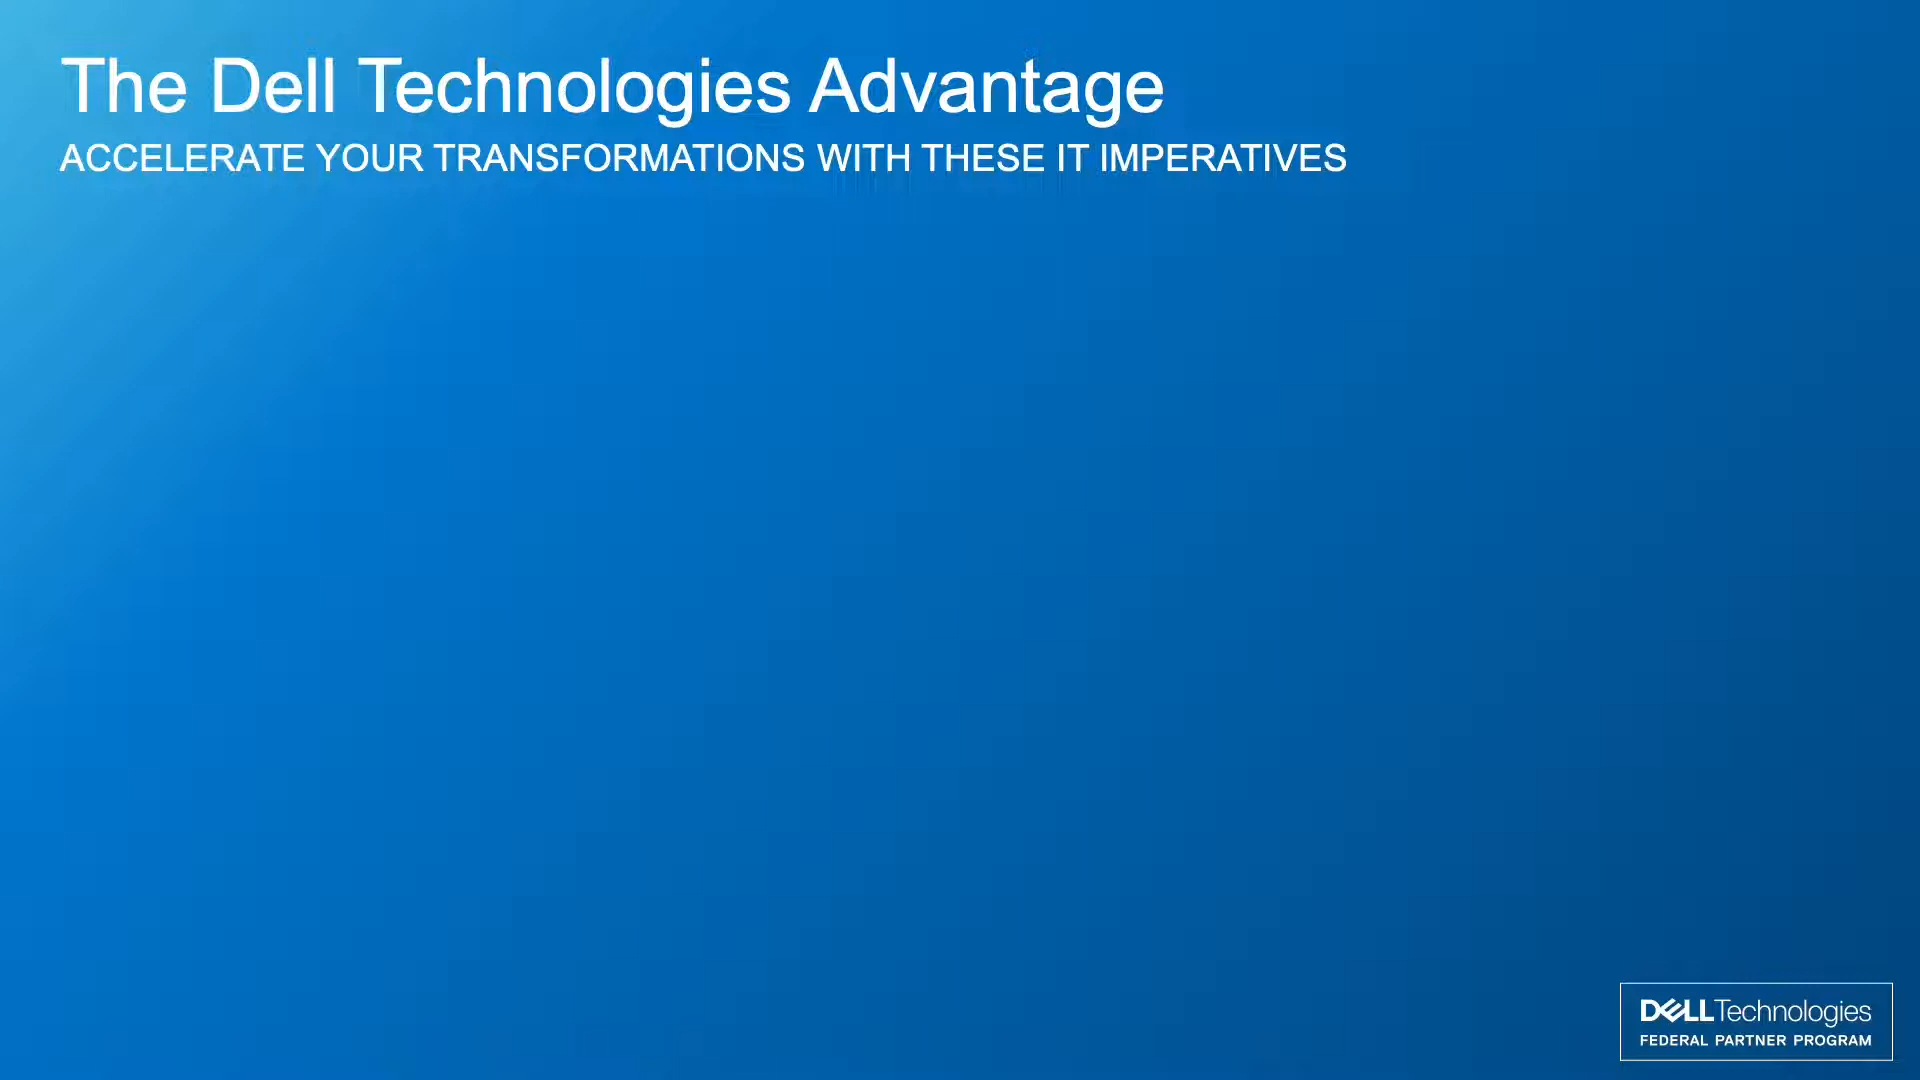 The Dell Technologies Advantage
ACCELERATE YOUR TRANSFORMATIONS WITH THESE IT IMPERATIVES
DELL Technologies
FEDERAL PARTNER PROGRAM